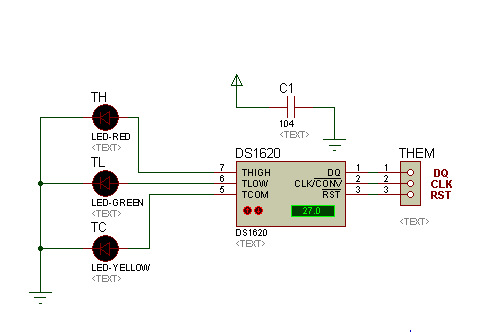 C1
104
<TEXT>
TH
LED-RED
<TEXT>
TL
LED-GREEN
<TEXT>
TC
LED-YELLOW
<TEXT>
DS1620
7 THIGH DQ 1
6 TLOW CLK/CONV 2
5 TCOM RST 3
27.0
DS1620
<TEXT>
THEM
1 DQ
2 CLK
3 RST
<TEXT>